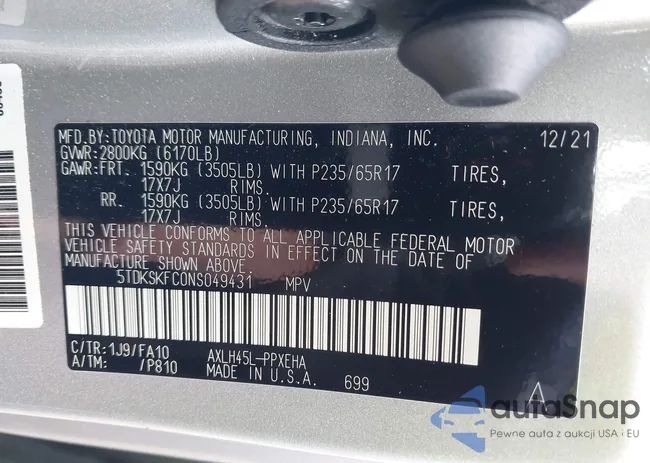 MFD.BY:TOYOTA MOTOR MANUFACTURING, INDIANA, INC. 12/21
GVWR:2800KG (6170LB)
GAWR:FRT. 1590KG (3505LB) WITH P235/65R17 TIRES,
17X7J RIMS.
RR. 1590KG (3505LB) WITH P235/65R17 TIRES,
17X7J RIMS.
THIS VEHICLE CONFORMS TO ALL APPLICABLE FEDERAL MOTOR
VEHICLE SAFETY STANDARDS IN EFFECT ON THE DATE OF
MANUFACTURE SHOWN ABOVE.
5TDKSKFC0NS049431 MPV
C/TR:1J9/FA10 AXLH45L-PPXEHA
A/TM: /P810 MADE IN U.S.A. 699
autoSnap
Pewne auta z aukcji USA i EU